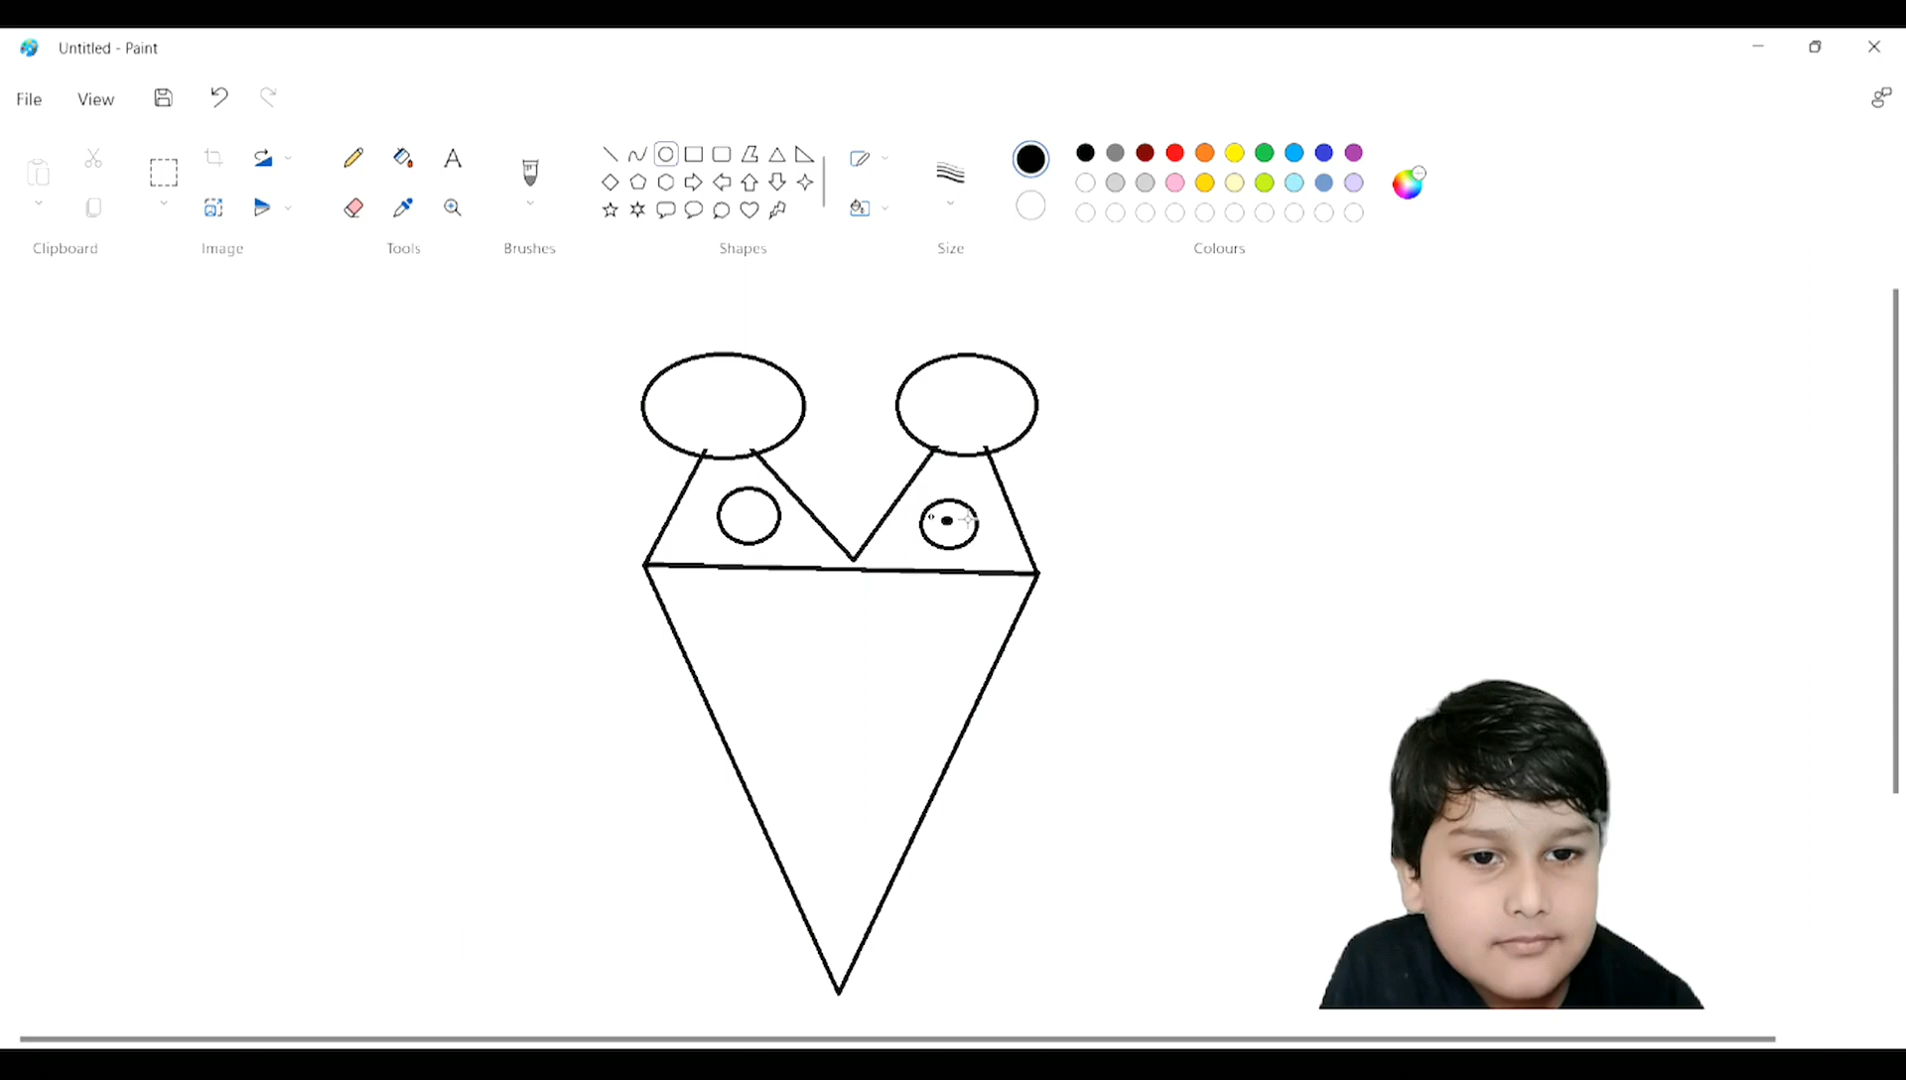 Untitled - Paint
File View
Clipboard Image Tools Brushes Shapes Size Colours